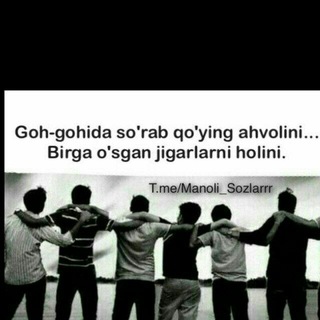 Goh-gohida so'rab qo'ying ahvolini...
Birga o'sgan jigarlarni holini.
T.me/Manoli_Sozlarrr